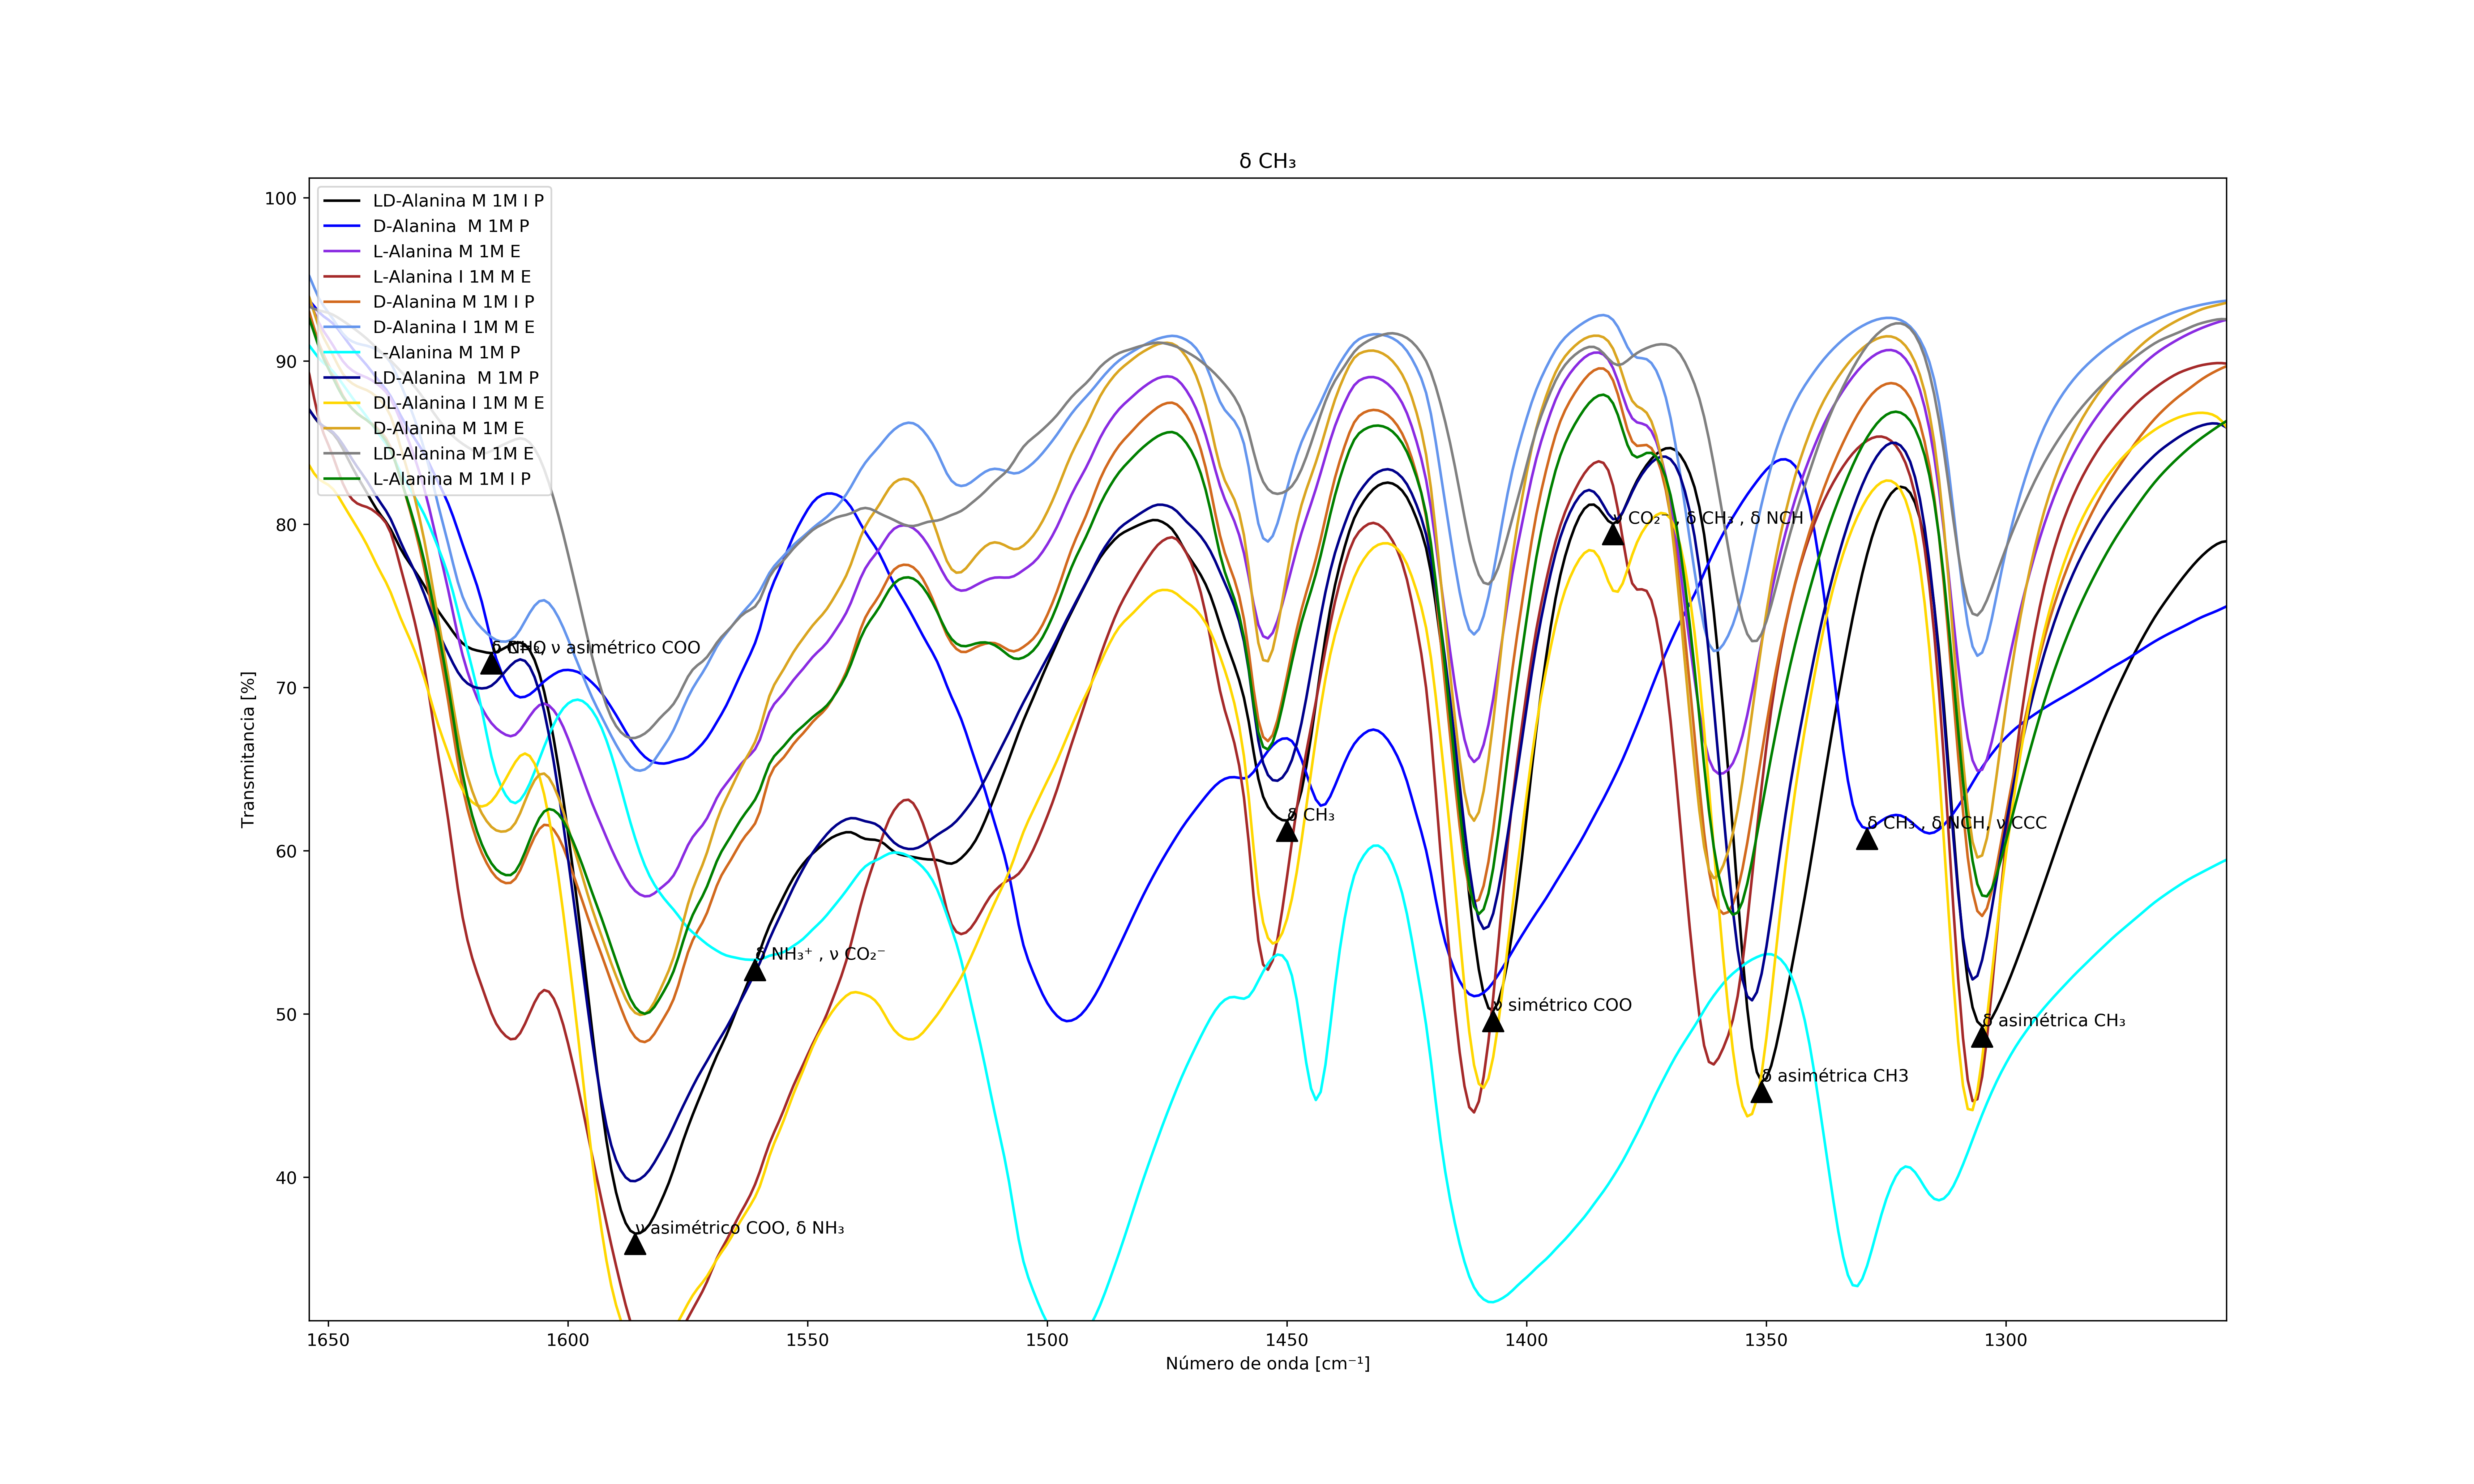 δ CH₃
100
90
80
70
60
50
40
Transmitancia [%]
LD-Alanina M 1M I P
D-Alanina  M 1M P
L-Alanina M 1M E
L-Alanina I 1M M E
D-Alanina M 1M I P
D-Alanina I 1M M E
L-Alanina M 1M P
LD-Alanina  M 1M P
DL-Alanina I 1M M E
D-Alanina M 1M E
LD-Alanina M 1M E
L-Alanina M 1M I P
CO₂⁻ , δ CH₃ , δ NCH
ν asimétrico COO
δ CH₃
δ CH₃ , δ NCH, ν CCC
δ NH₃⁺ , ν CO₂⁻
ν simétrico COO
δ asimétrica CH₃
δ asimétrica CH3
ν asimétrico COO, δ NH₃
1650
1600
1550
1500
1450
1400
1350
1300
Número de onda [cm⁻¹]